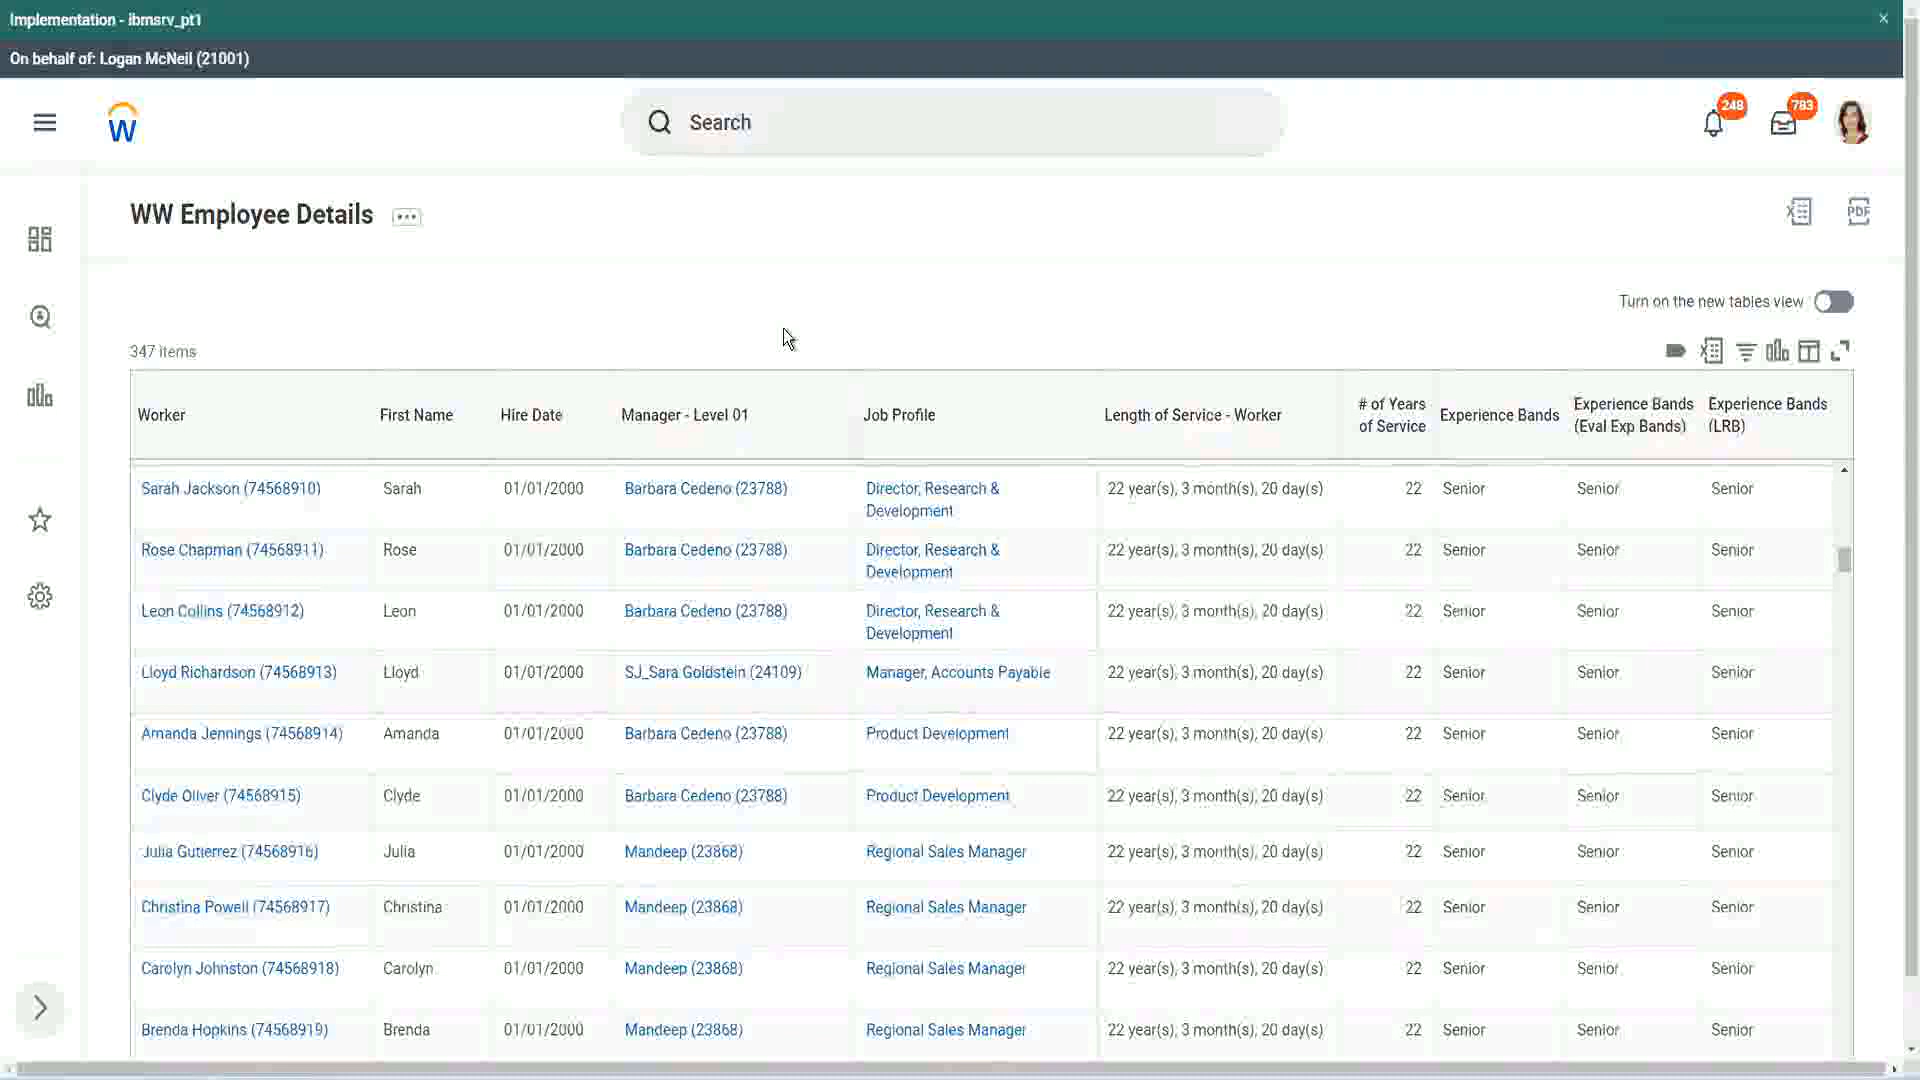 Implementation - ibmsrv_pt1
On behalf of: Logan McNeil (21001)
W
Search
248
783
WW Employee Details
PDF
Turn on the new tables view
347 items
Worker First Name Hire Date Manager - Level 01 Job Profile Length of Service - Worker # of Years of Service Experience Bands Experience Bands (Eval Exp Bands) Experience Bands (LRB)
Sarah Jackson (74568910) Sarah 01/01/2000 Barbara Cedeno (23788) Director, Research & Development 22 year(s), 3 month(s), 20 day(s) 22 Senior Senior Senior
Rose Chapman (74568911) Rose 01/01/2000 Barbara Cedeno (23788) Director, Research & Development 22 year(s), 3 month(s), 20 day(s) 22 Senior Senior Senior
Leon Collins (74568912) Leon 01/01/2000 Barbara Cedeno (23788) Director, Research & Development 22 year(s), 3 month(s), 20 day(s) 22 Senior Senior Senior
Lloyd Richardson (74568913) Lloyd 01/01/2000 SJ_Sara Goldstein (24109) Manager, Accounts Payable 22 year(s), 3 month(s), 20 day(s) 22 Senior Senior Senior
Amanda Jennings (74568914) Amanda 01/01/2000 Barbara Cedeno (23788) Product Development 22 year(s), 3 month(s), 20 day(s) 22 Senior Senior Senior
Clyde Oliver (74568915) Clyde 01/01/2000 Barbara Cedeno (23788) Product Development 22 year(s), 3 month(s), 20 day(s) 22 Senior Senior Senior
Julia Gutierrez (74568916) Julia 01/01/2000 Mandeep (23868) Regional Sales Manager 22 year(s), 3 month(s), 20 day(s) 22 Senior Senior Senior
Christina Powell (74568917) Christina 01/01/2000 Mandeep (23868) Regional Sales Manager 22 year(s), 3 month(s), 20 day(s) 22 Senior Senior Senior
Carolyn Johnston (74568918) Carolyn 01/01/2000 Mandeep (23868) Regional Sales Manager 22 year(s), 3 month(s), 20 day(s) 22 Senior Senior Senior
Brenda Hopkins (74568919) Brenda 01/01/2000 Mandeep (23868) Regional Sales Manager 22 year(s), 3 month(s), 20 day(s) 22 Senior Senior Senior